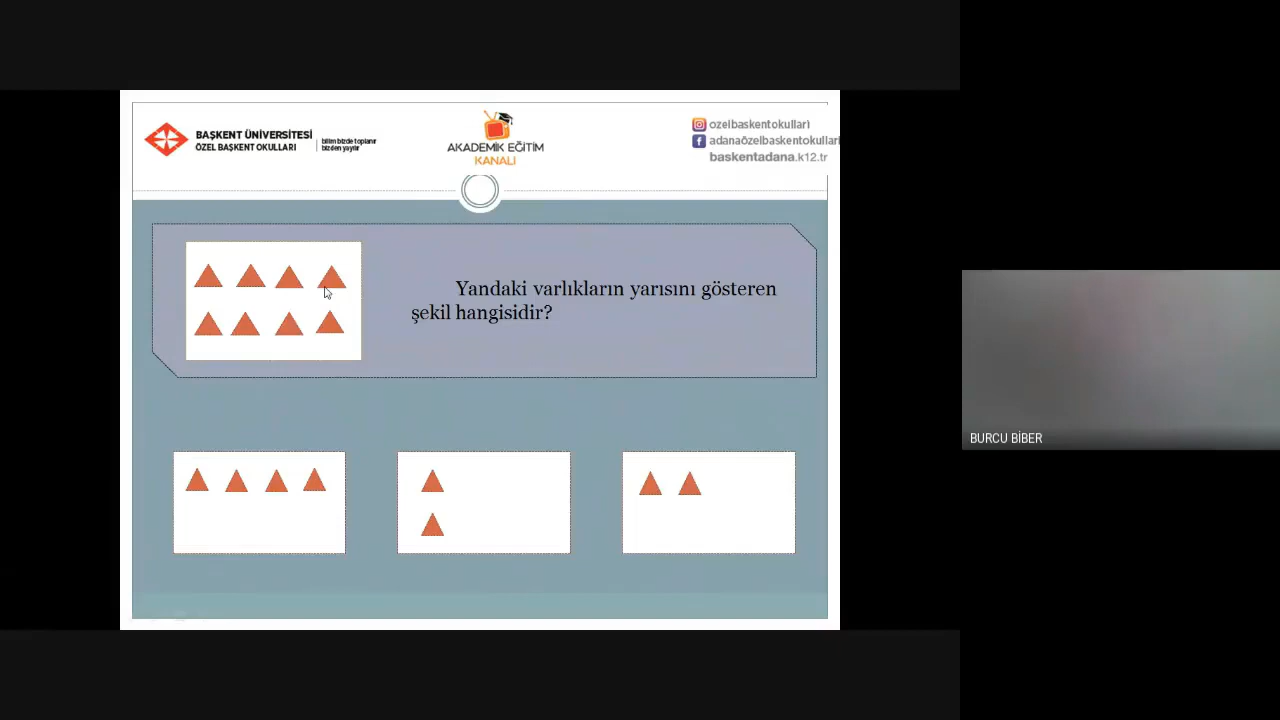 BAŞKENT ÜNİVERSİTESİ
ÖZEL BAŞKENT OKULLARI
bilim bizde toplanır
bizden yayılır
AKADEMİK EĞİTİM
KANALI
ozelbaskentokullari
adanaözelbaskentokullari
baskentadana.k12.tr
Yandaki varlıkların yarısını gösteren
şekil hangisidir?
BURCU BİBER